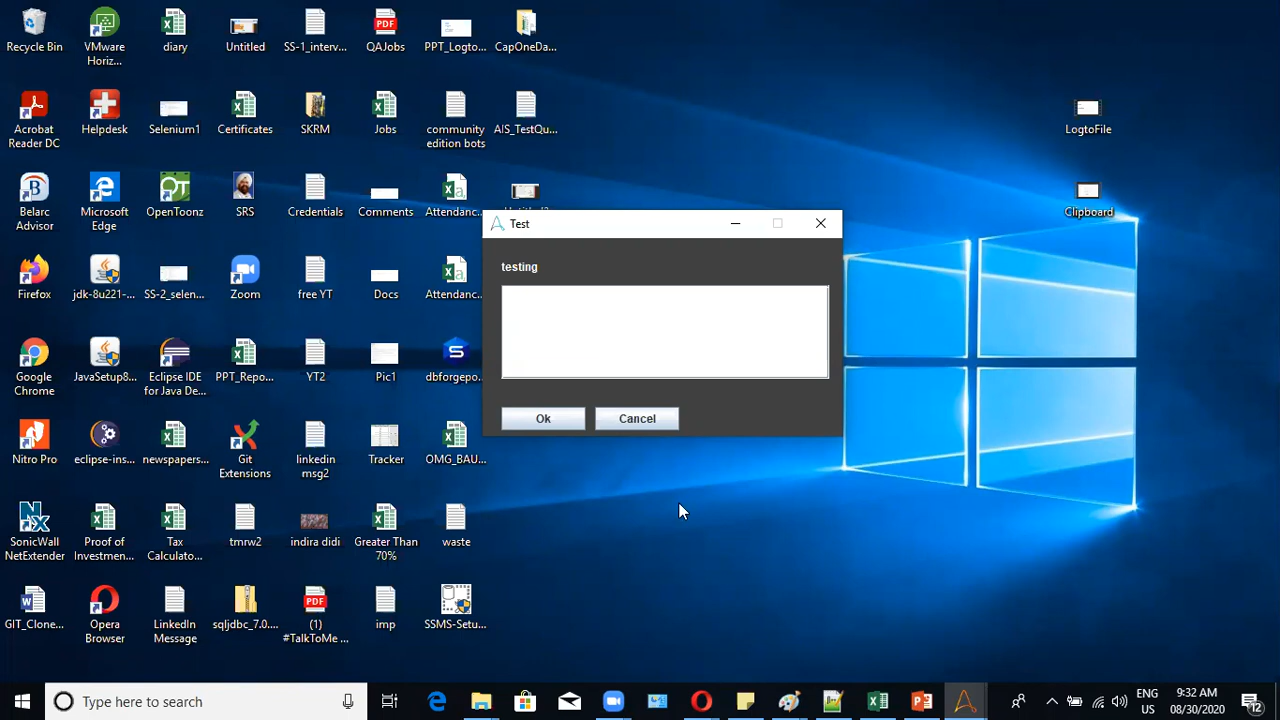 Recycle Bin
VMware
Horiz...
diary
Untitled
SS-1_interv...
QAJobs
PPT_Logto...
CapOneDa...
Acrobat
Reader DC
Helpdesk
Selenium1
Certificates
SKRM
Jobs
community
edition bots
AIS_TestQu...
LogtoFile
Belarc
Advisor
Microsoft
Edge
OpenToonz
SRS
Credentials
Comments
Attendanc...
Clipboard
Test
testing
Firefox
jdk-8u221-...
SS-2_selen...
Zoom
free YT
Docs
Attendanc...
Google
Chrome
JavaSetup8...
Eclipse IDE
for Java De...
PPT_Repo...
YT2
Pic1
dbforgepo...
Ok
Cancel
Nitro Pro
eclipse-ins...
newspapers...
Git
Extensions
linkedin
msg2
Tracker
OMG_BAU...
SonicWall
NetExtender
Proof of
Investmen...
Tax
Calculato...
tmrw2
indira didi
Greater Than
70%
waste
GIT_Clone...
Opera
Browser
LinkedIn
Message
sqljdbc_7.0....
(1)
#TalkToMe ...
imp
SSMS-Setu...
Type here to search
ENG
US
9:32 AM
08/30/2020
12